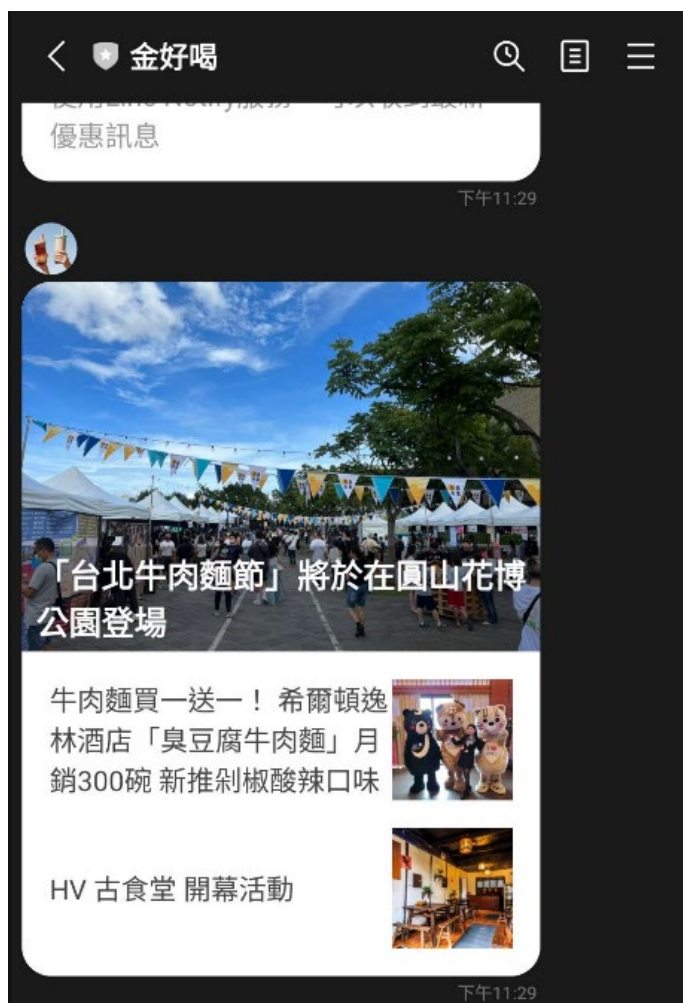 金好喝
優惠訊息
下午11:29
「台北牛肉麵節」將於在圓山花博
公園登場
牛肉麵買一送一！ 希爾頓逸
林酒店「臭豆腐牛肉麵」月
銷300碗 新推剁椒酸辣口味
HV 古食堂 開幕活動
下午11:29